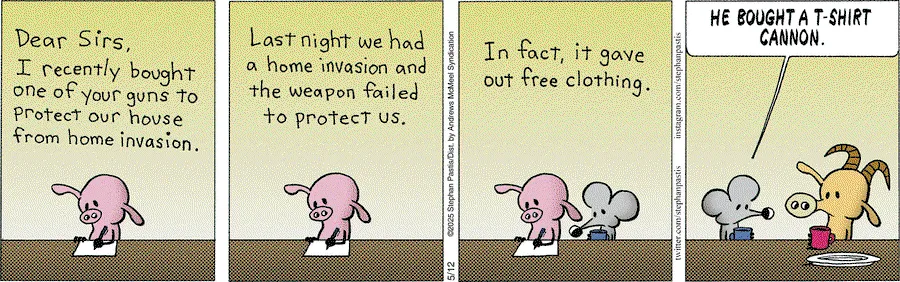 Dear Sirs,
I recently bought
one of your guns to
protect our house
from home invasion.
Last night we had
a home invasion and
the weapon failed
to protect us.
©2025 Stephan Pastis/Dist. by Andrews McMeel Syndication
5/12
In fact, it gave
out free clothing.
twitter.com/stephanpastis
instagram.com/stephanpastis
HE BOUGHT A T-SHIRT
CANNON.